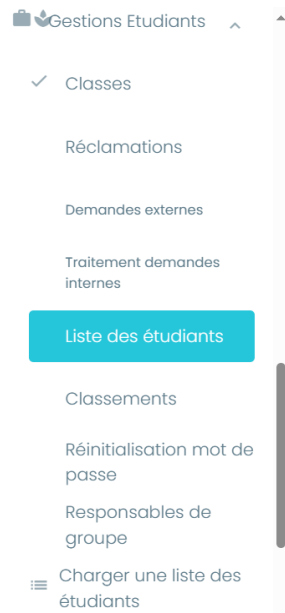 Gestions Etudiants
Classes
Réclamations
Demandes externes
Traitement demandes
internes
Liste des étudiants
Classements
Réinitialisation mot de
passe
Responsables de
groupe
Charger une liste des
étudiants